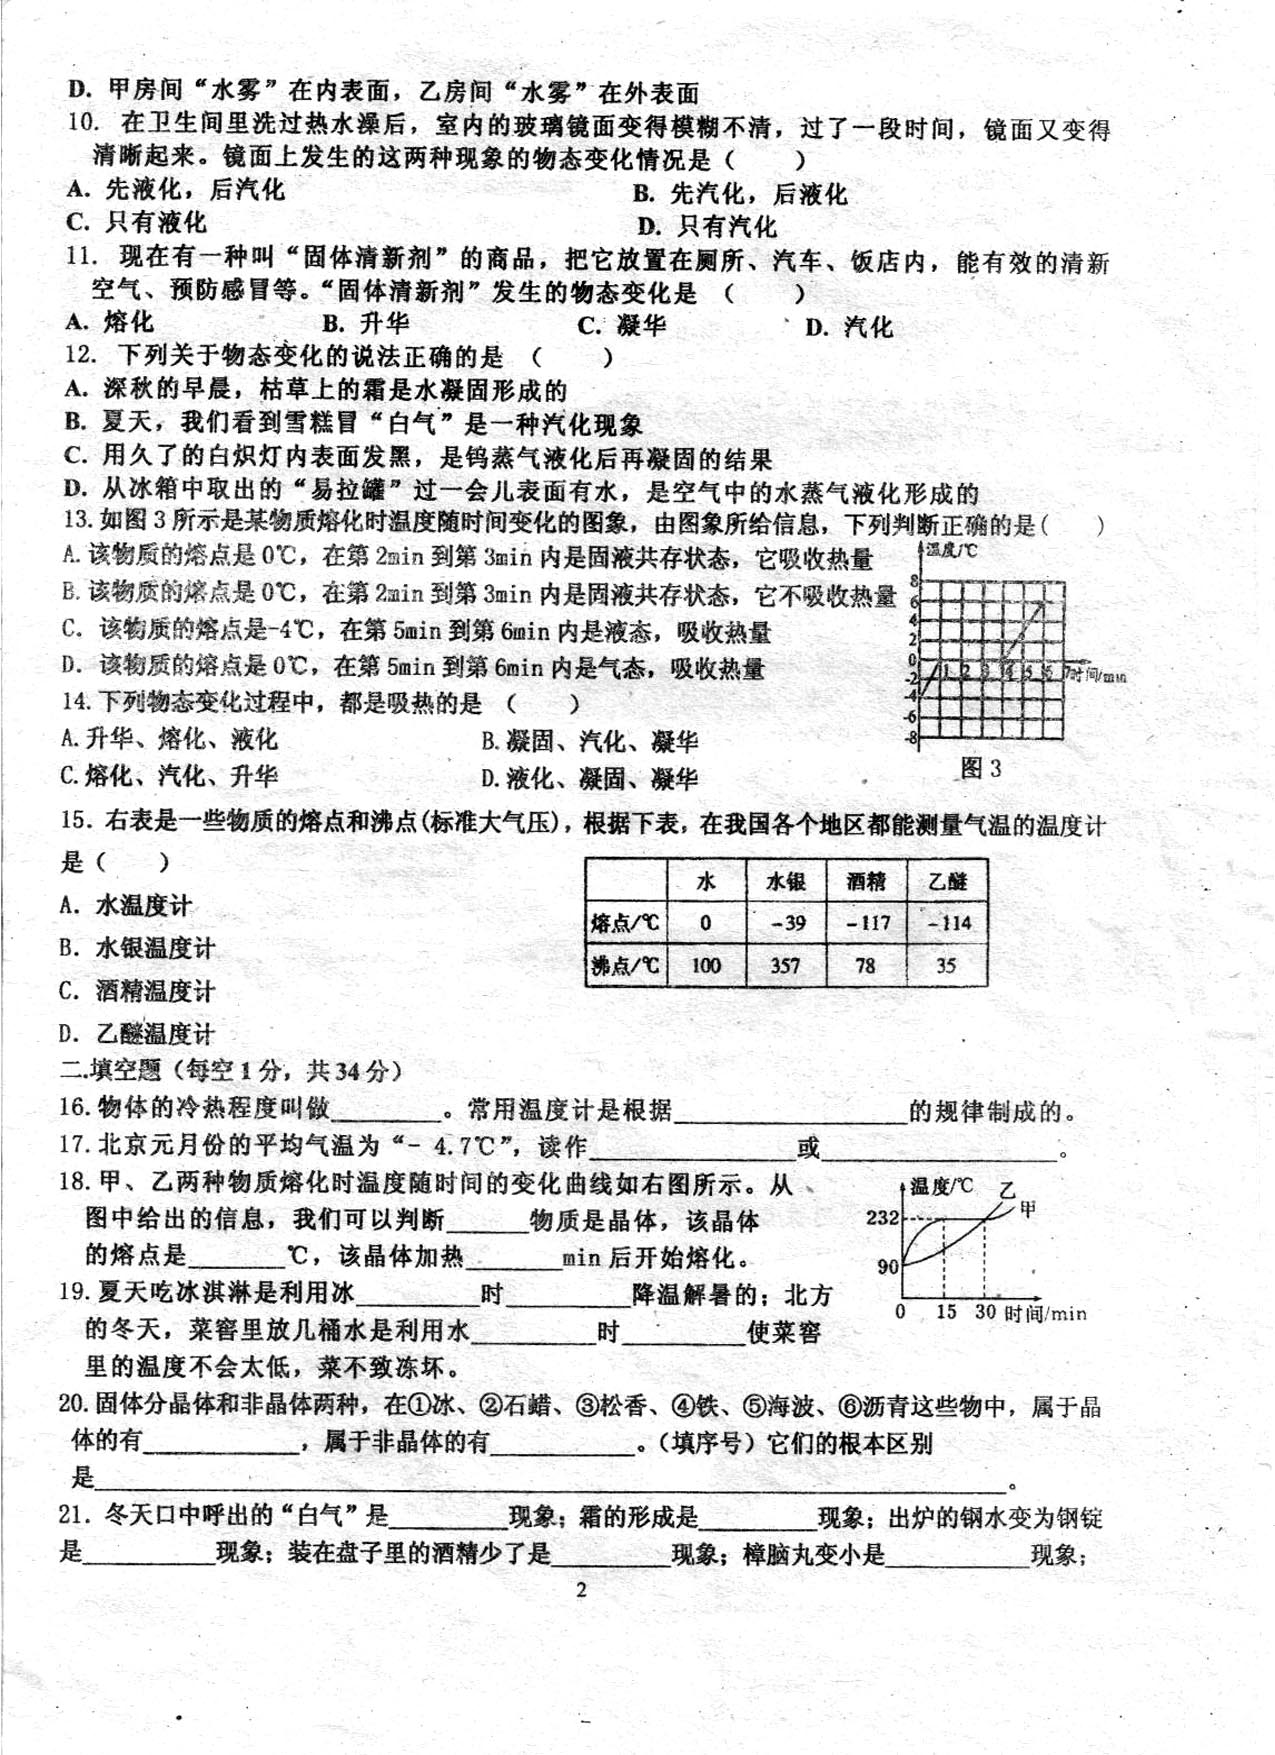 D. 甲房间“水雾”在内表面，乙房间“水雾”在外表面
10. 在卫生间里洗过热水澡后，室内的玻璃镜面变得模糊不清，过了一段时间，镜面又变得
清晰起来。镜面上发生的这两种现象的物态变化情况是（　　）
A. 先液化，后汽化　　B. 先汽化，后液化
C. 只有液化　　D. 只有汽化
11. 现在有一种叫“固体清新剂”的商品，把它放置在厕所、汽车、饭店内，能有效的清新
空气、预防感冒等。“固体清新剂”发生的物态变化是 （　　）
A. 熔化　　B. 升华　　C. 凝华　　D. 汽化
12. 下列关于物态变化的说法正确的是 （　　）
A. 深秋的早晨，枯草上的霜是水凝固形成的
B. 夏天，我们看到雪糕冒“白气”是一种汽化现象
C. 用久了的白炽灯内表面发黑，是钨蒸气液化后再凝固的结果
D. 从冰箱中取出的“易拉罐”过一会儿表面有水，是空气中的水蒸气液化形成的
13.如图 3 所示是某物质熔化时温度随时间变化的图象，由图象所给信息，下列判断正确的是(　　)
A.该物质的熔点是 0℃，在第 2min 到第 3min 内是固液共存状态，它吸收热量
B.该物质的熔点是 0℃，在第 2min 到第 3min 内是固液共存状态，它不吸收热量
C. 该物质的熔点是-4℃，在第 5min 到第 6min 内是液态，吸收热量
D. 该物质的熔点是 0℃，在第 5min 到第 6min 内是气态，吸收热量
温度/℃
8
6
4
2
0
-2
-4
-6
-8
1 2 3 4 5 6 7时间/min
图 3
14.下列物态变化过程中，都是吸热的是 （　　）
A.升华、熔化、液化　　B.凝固、汽化、凝华
C.熔化、汽化、升华　　D.液化、凝固、凝华
15. 右表是一些物质的熔点和沸点(标准大气压)，根据下表，在我国各个地区都能测量气温的温度计
是（　　）
A. 水温度计
B. 水银温度计
C. 酒精温度计
D. 乙醚温度计
水　水银　酒精　乙醚
熔点/℃　0　-39　-117　-114
沸点/℃　100　357　78　35
二.填空题（每空 1 分，共 34 分）
16.物体的冷热程度叫做________。常用温度计是根据________________的规律制成的。
17.北京元月份的平均气温为“- 4.7℃”，读作______________或________________。
18.甲、乙两种物质熔化时温度随时间的变化曲线如右图所示。从
图中给出的信息，我们可以判断______物质是晶体，该晶体
的熔点是_______℃，该晶体加热_______min 后开始熔化。
温度/℃
乙
甲
232
90
0　15　30 时间/min
19.夏天吃冰淇淋是利用冰_________时_________降温解暑的；北方
的冬天，菜窖里放几桶水是利用水_________时_________使菜窖
里的温度不会太低，菜不致冻坏。
20.固体分晶体和非晶体两种，在①冰、②石蜡、③松香、④铁、⑤海波、⑥沥青这些物中，属于晶
体的有___________，属于非晶体的有__________。（填序号）它们的根本区别
是________________________________________________________________。
21. 冬天口中呼出的“白气”是________现象；霜的形成是________现象；出炉的钢水变为钢锭
是_________现象；装在盘子里的酒精少了是________现象；樟脑丸变小是__________现象；
2